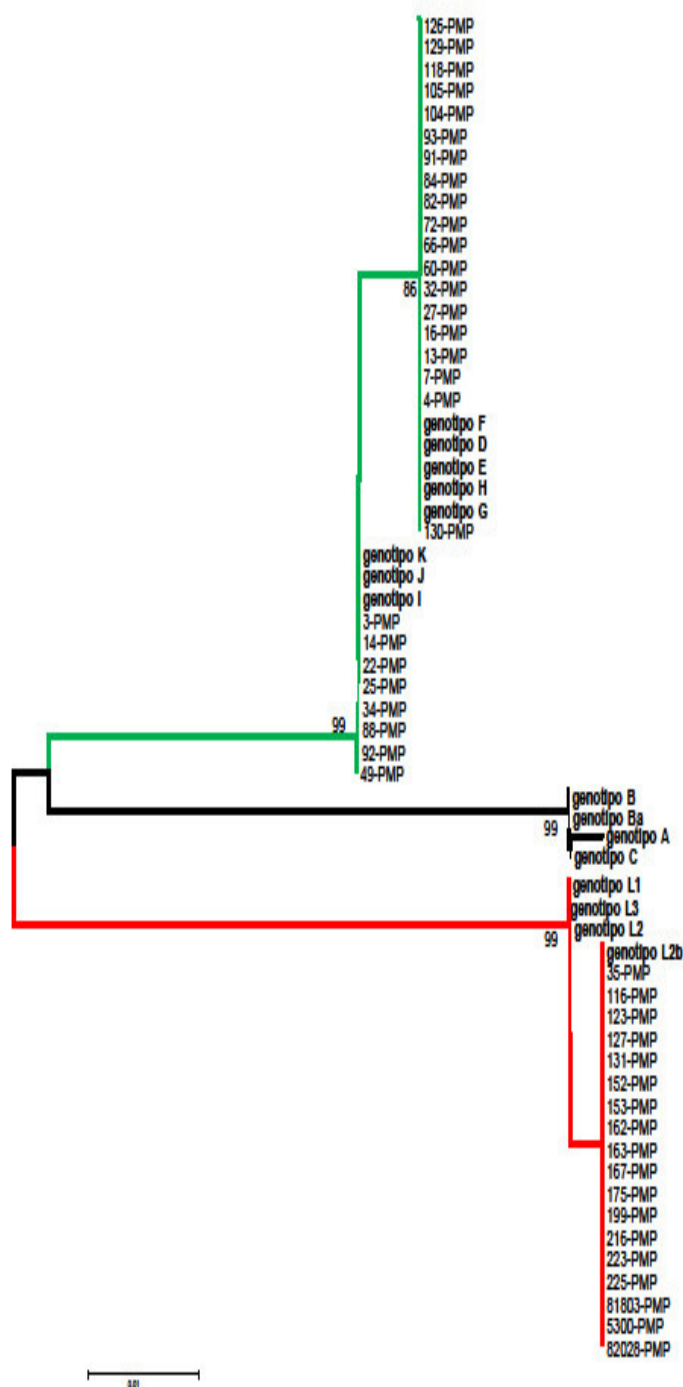 126-PMP
129-PMP
118-PMP
105-PMP
104-PMP
93-PMP
91-PMP
84-PMP
82-PMP
72-PMP
66-PMP
60-PMP
86
32-PMP
27-PMP
16-PMP
13-PMP
7-PMP
4-PMP
genotipo F
genotipo D
genotipo E
genotipo H
genotipo G
130-PMP
genotipo K
genotipo J
genotipo I
3-PMP
14-PMP
22-PMP
25-PMP
34-PMP
99
88-PMP
92-PMP
49-PMP
genotipo B
genotipo Ba
99
genotipo A
genotipo C
genotipo L1
genotipo L3
genotipo L2
99
genotipo L2b
35-PMP
116-PMP
123-PMP
127-PMP
131-PMP
152-PMP
153-PMP
162-PMP
163-PMP
167-PMP
175-PMP
199-PMP
216-PMP
223-PMP
225-PMP
81803-PMP
5300-PMP
82028-PMP